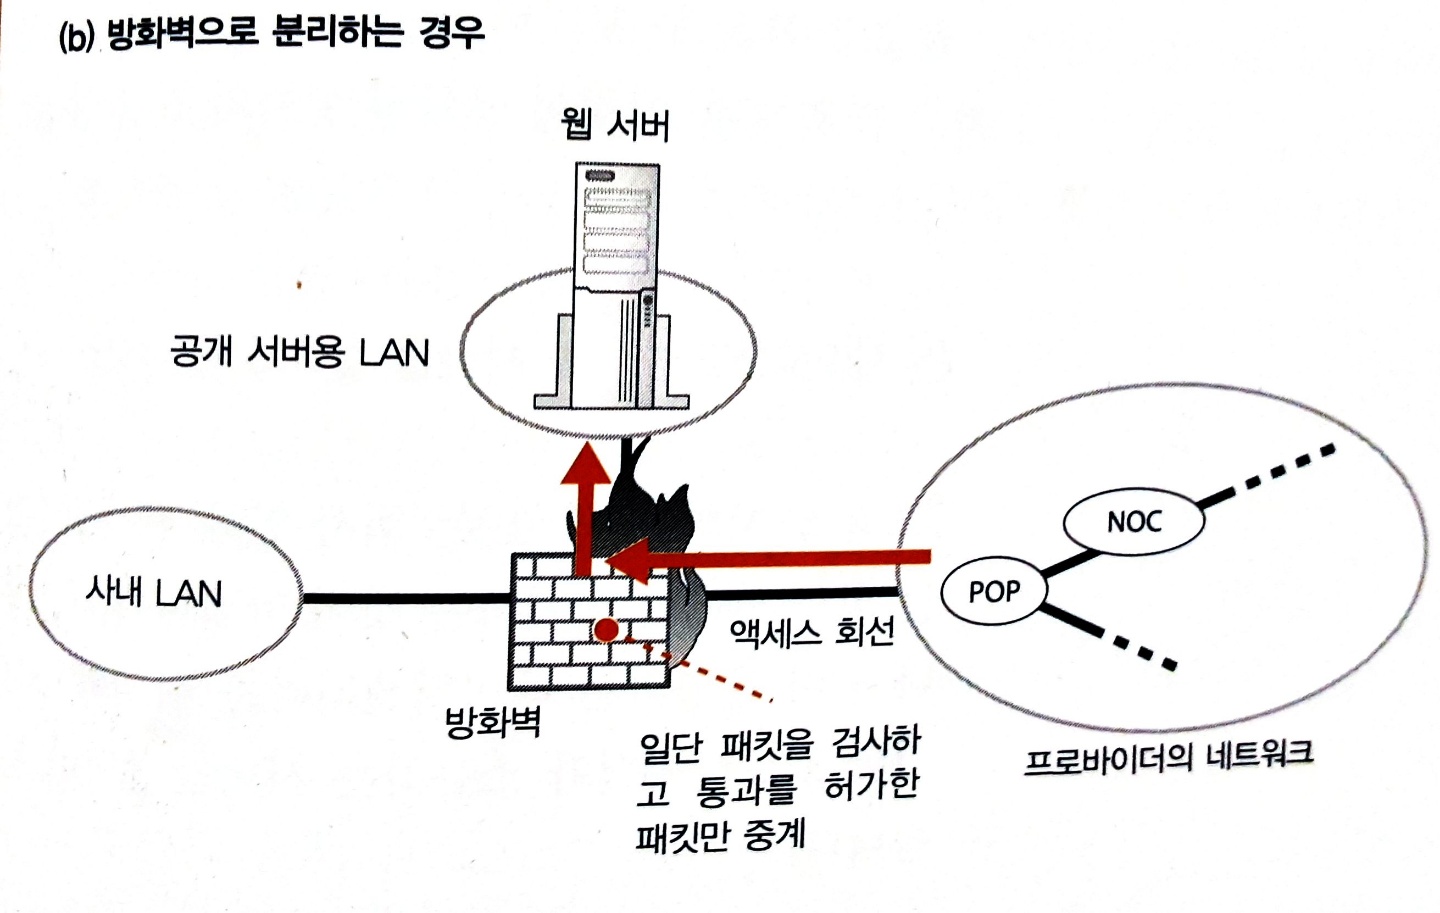 (b) 방화벽으로 분리하는 경우
웹 서버
공개 서버용 LAN
NOC
사내 LAN
POP
액세스 회선
방화벽
일단 패킷을 검사하
고 통과를 허가한
패킷만 중계
프로바이더의 네트워크